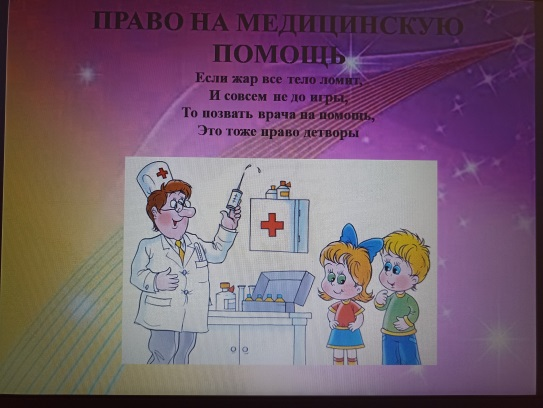 ПРАВО НА МЕДИЦИНСКУЮ
ПОМОЩЬ
Если жар все тело ломит,
И совсем не до игры,
То позвать врача на помощь,
Это тоже право детворы